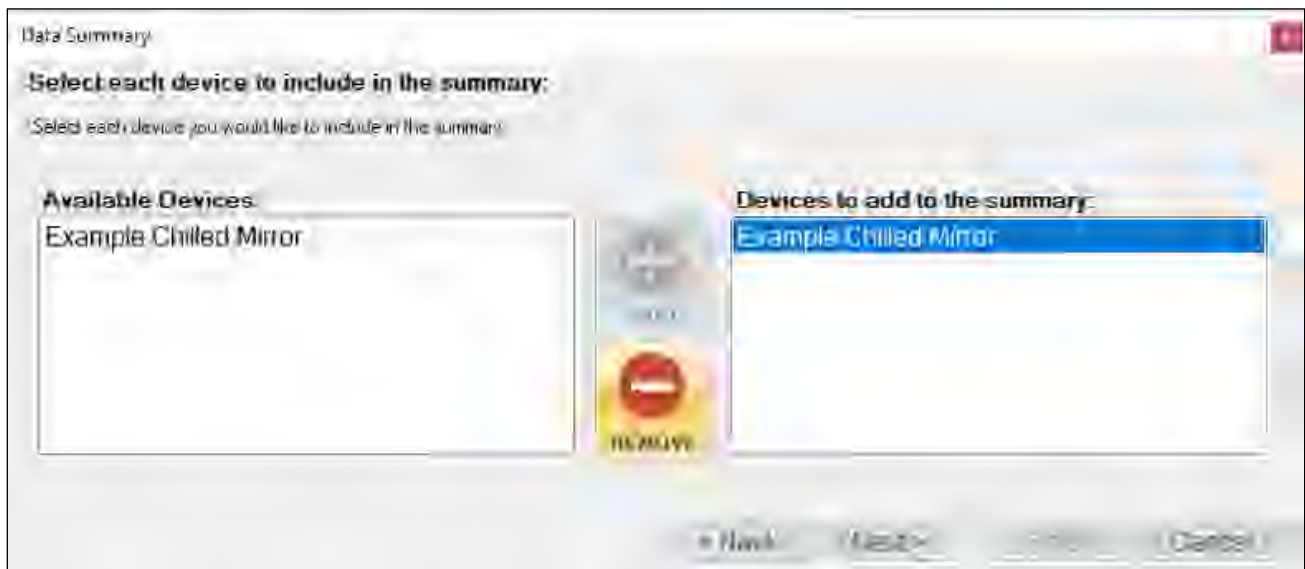 Data Summary
Select each device to include in the summary:
Select each device you would like to include in the summary
Available Devices:
Example Chilled Mirror
Devices to add to the summary:
Example Chilled Mirror
REMOVE
Next >
Cancel